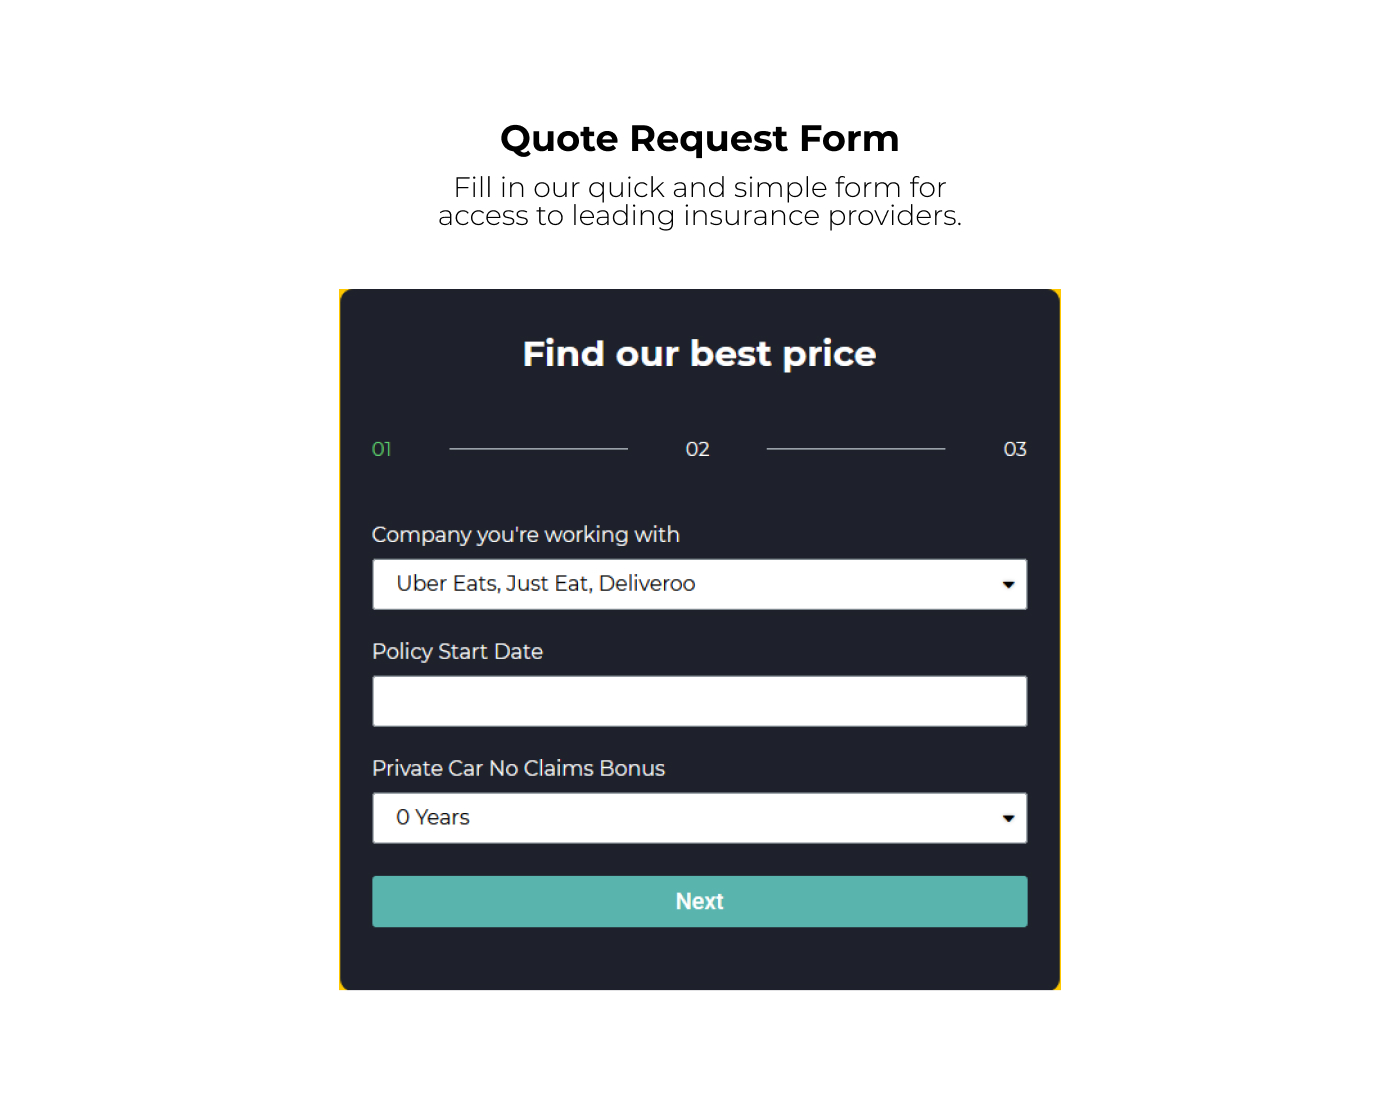 Quote Request Form
Fill in our quick and simple form for
access to leading insurance providers.
Find our best price
01 02 03
Company you're working with
Uber Eats, Just Eat, Deliveroo
Policy Start Date
Private Car No Claims Bonus
0 Years
Next